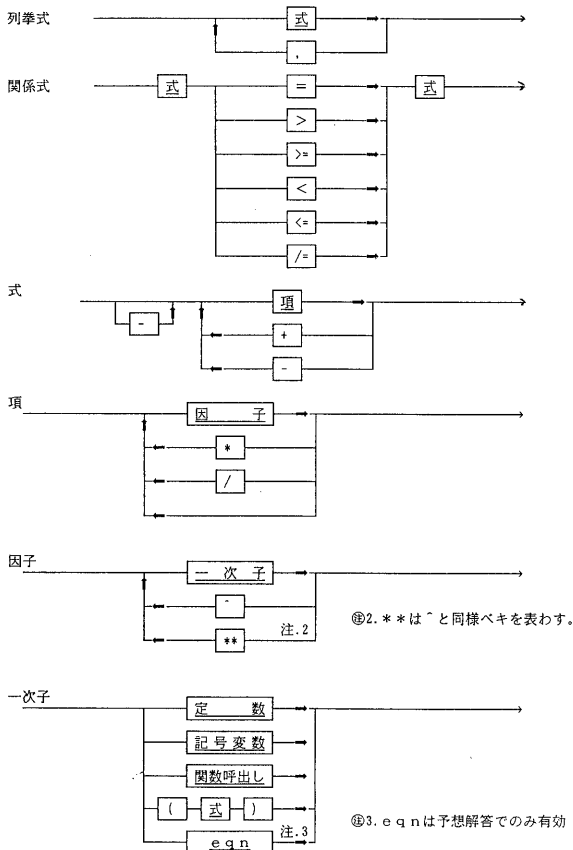 列挙式
式
,
関係式
式 = 式
>
>=
<
<=
/=
式
項
-
+
-
項
因 子
*
/
因子
一 次 子
^
** 注.2
㊟2.**は^と同様ベキを表わす。
一次子
定 数
記号変数
関数呼出し
( 式 )
eqn 注.3
㊟3.eqnは予想解答でのみ有効